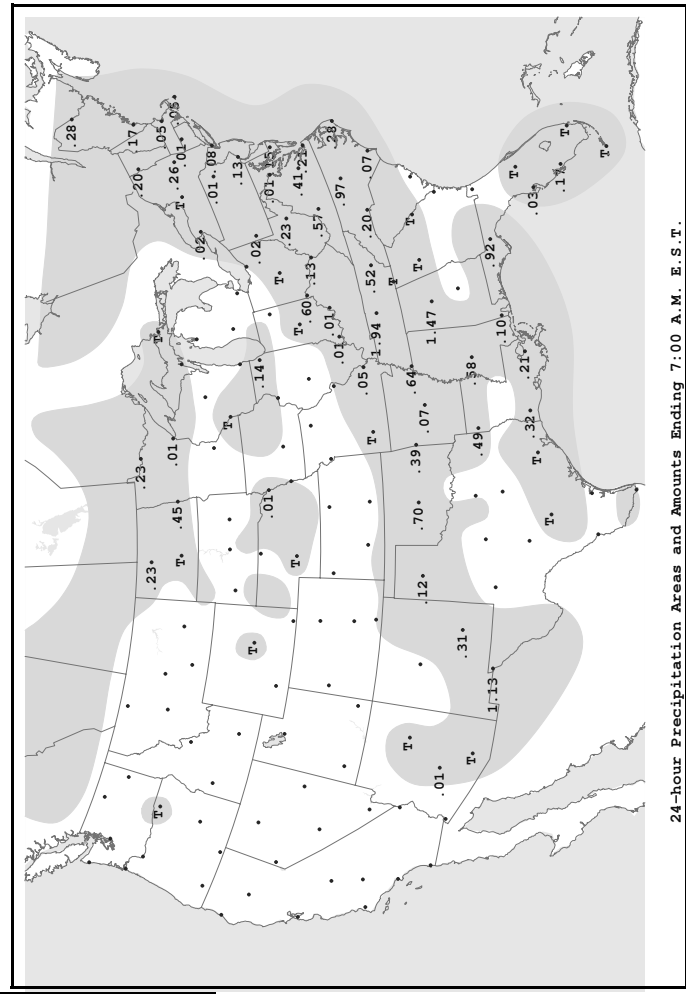 .28
.17
.20
.23
.23
T
T
.05
.01
.26
.05
.45
.01
T
T
.02
.08
.01
T
.13
T
.02
.14
.01
.01
T
.23
T
.41
T
.21
.60
.13
.57
.01
.28
.01
.97
.05
.07
.20
.52
T
1.94
T
T
T
.64
.39
T
.70
.12
.07
1.47
.01
.31
.58
T
.49
.92
1.13
.10
T
.21
.32
.03
T
T
T
T
24-hour Precipitation Areas and Amounts Ending 7:00 A.M. E.S.T.